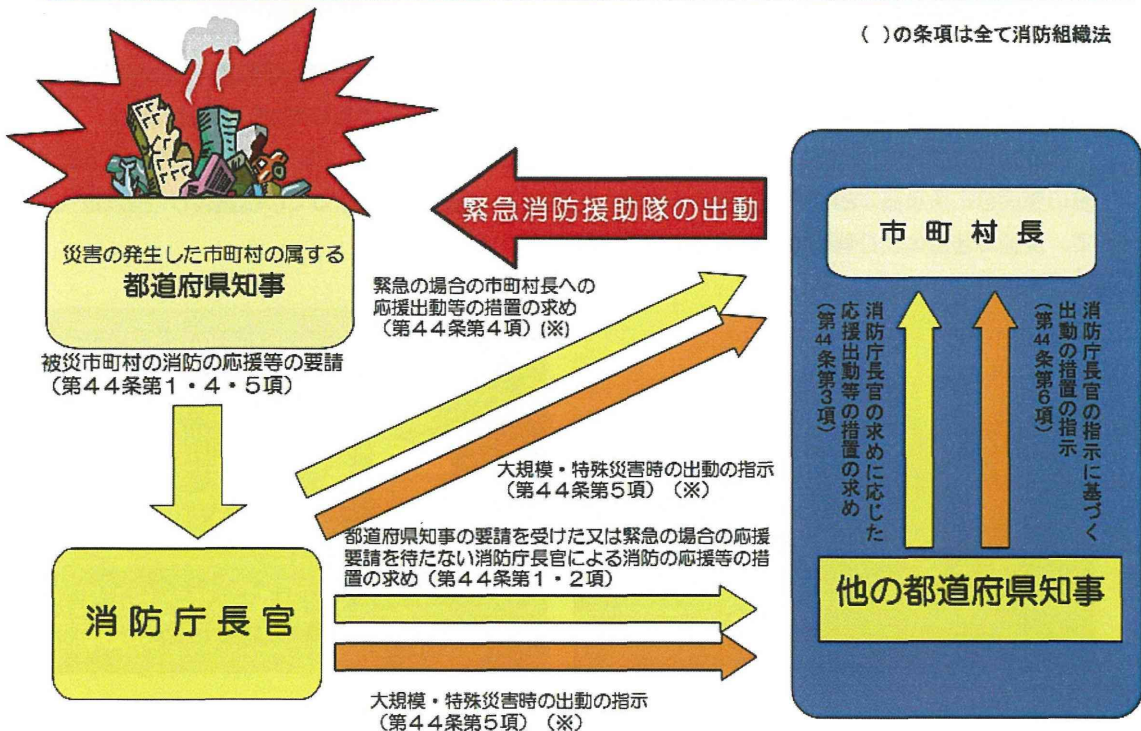 ( )の条項は全て消防組織法
災害の発生した市町村の属する
都道府県知事
被災市町村の消防の応援等の要請
(第44条第1・4・5項)
消防庁長官
緊急消防援助隊の出動
緊急の場合の市町村長への
応援出動等の措置の求め
(第44条第4項)(※)
大規模・特殊災害時の出動の指示
(第44条第5項)(※)
都道府県知事の要請を受けた又は緊急の場合の応援
要請を待たない消防庁長官による消防の応援等の措
置の求め(第44条第1・2項)
大規模・特殊災害時の出動の指示
(第44条第5項)(※)
市町村長
消防庁長官の指示に基づく
出動の措置の指示
(第44条第6項)
消防庁長官の求めに応じた
応援出動等の措置の求め
(第44条第3項)
他の都道府県知事